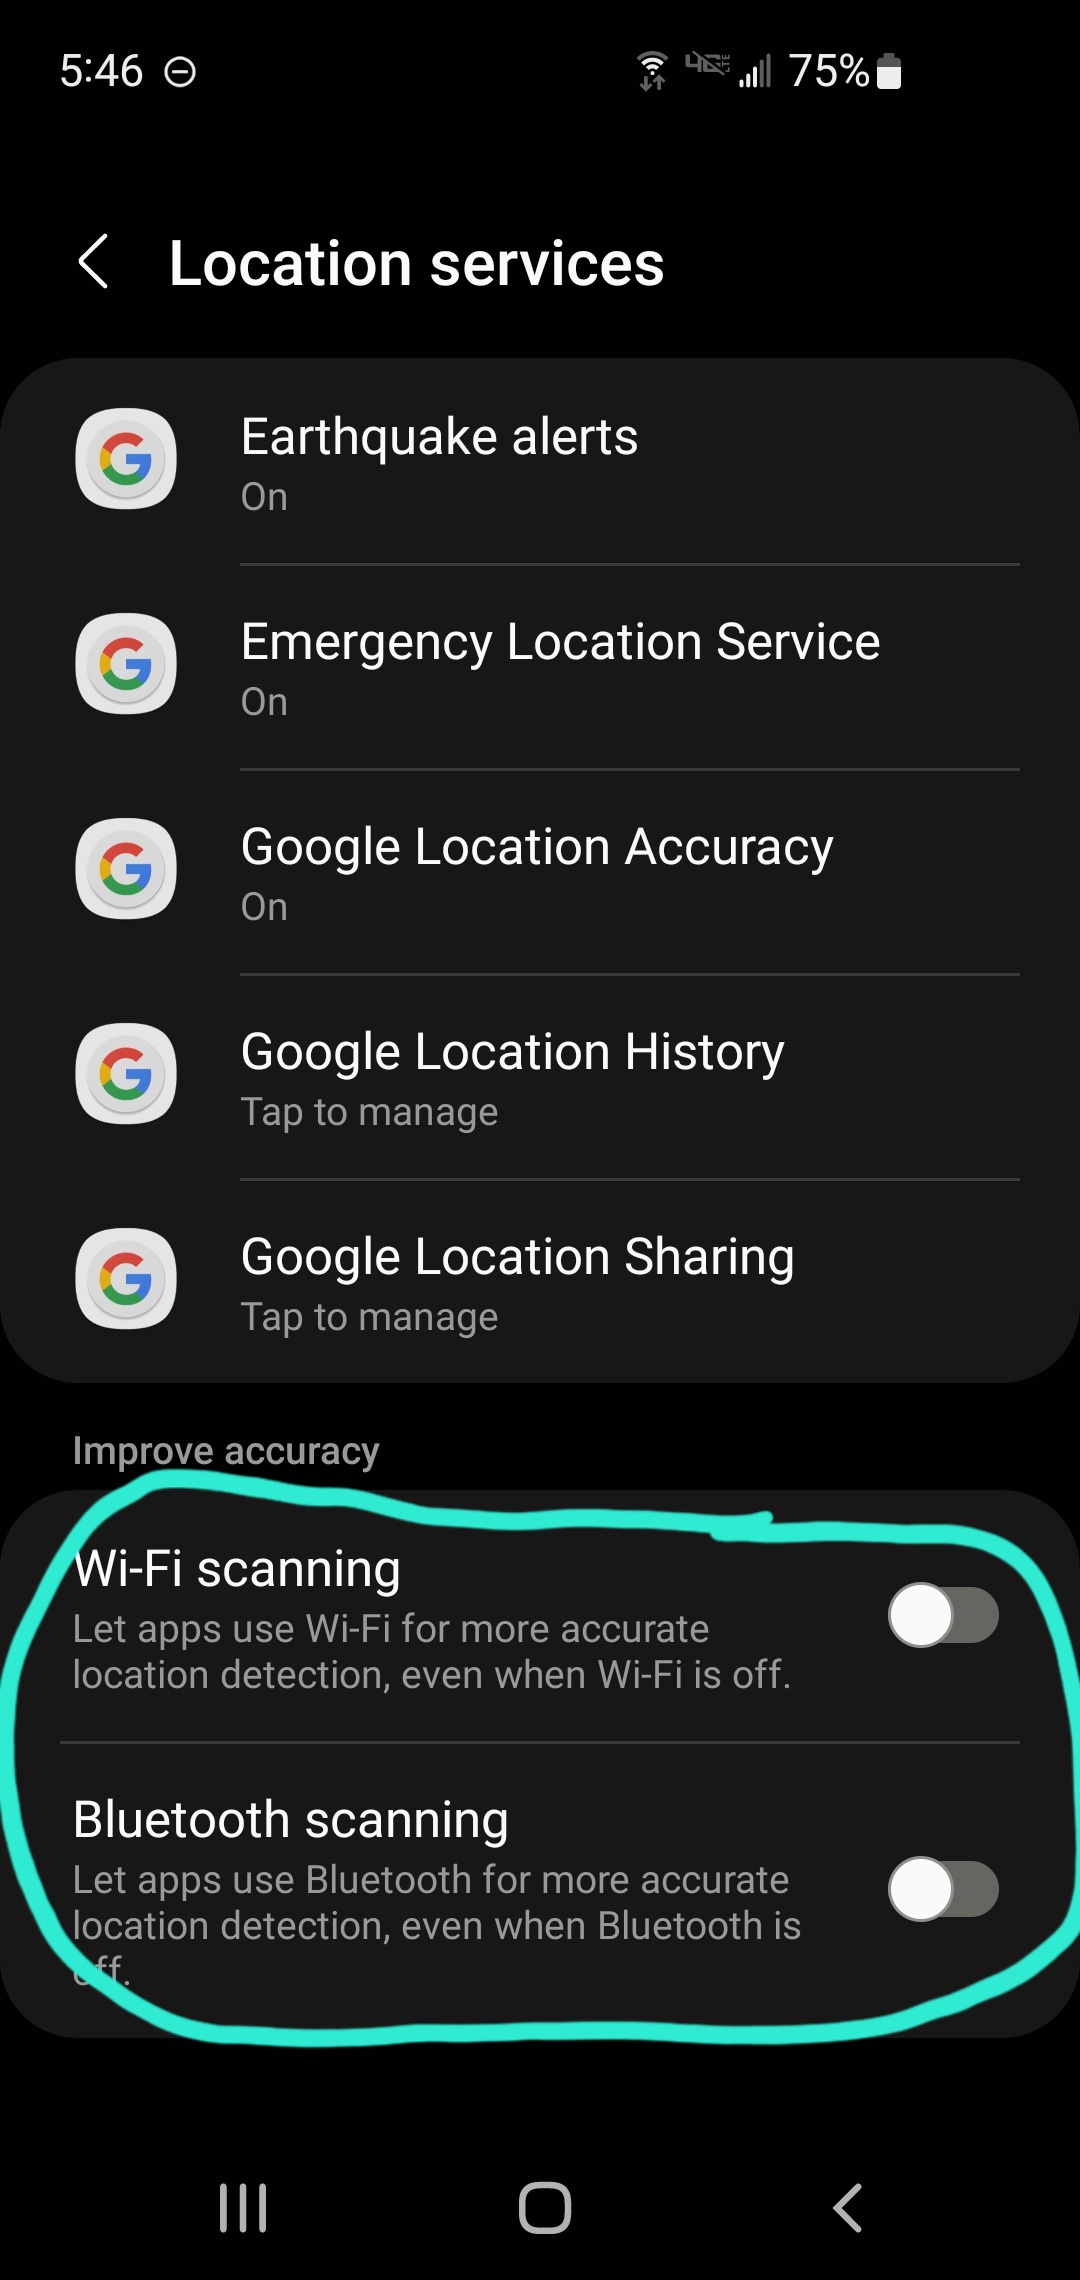 5:46 75%
Location services
Earthquake alerts
On
Emergency Location Service
On
Google Location Accuracy
On
Google Location History
Tap to manage
Google Location Sharing
Tap to manage
Improve accuracy
Wi-Fi scanning
Let apps use Wi-Fi for more accurate
location detection, even when Wi-Fi is off.
Bluetooth scanning
Let apps use Bluetooth for more accurate
location detection, even when Bluetooth is
off.